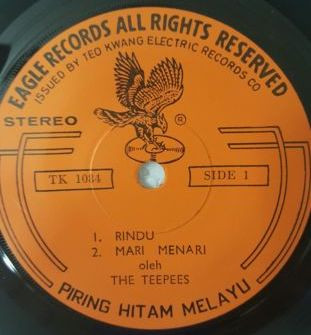 EAGLE RECORDS ALL RIGHTS RESERVED
ISSUED BY TEO KWANG ELECTRIC RECORDS CO
STEREO
®
TK 1034
SIDE 1
1. RINDU
2. MARI MENARI
oleh
THE TEEPEES
PIRING HITAM MELAYU